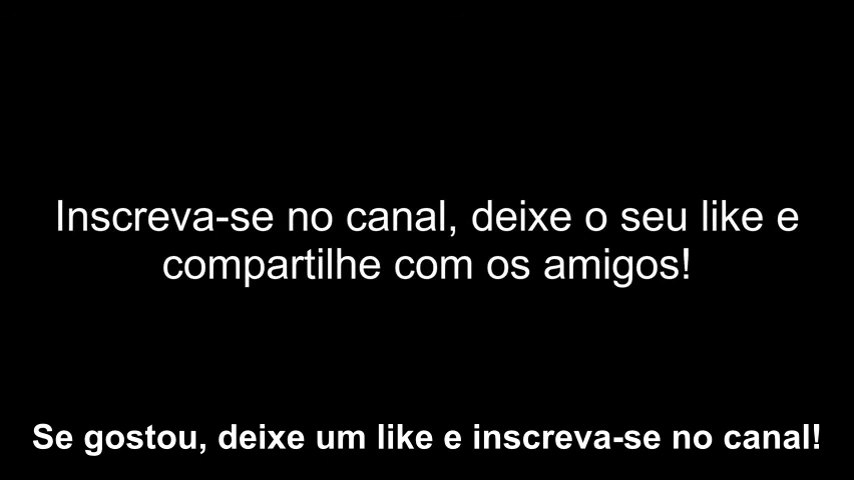 Inscreva-se no canal, deixe o seu like e
compartilhe com os amigos!
Se gostou, deixe um like e inscreva-se no canal!